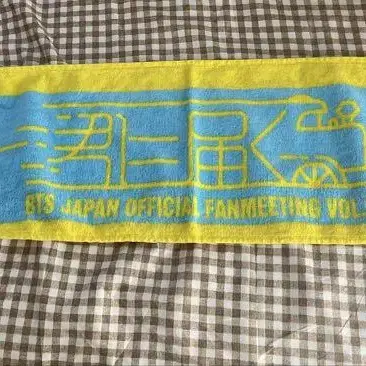 君に届く
BTS JAPAN OFFICIAL FANMEETING VOL